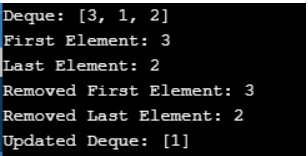 Deque: [3, 1, 2]
First Element: 3
Last Element: 2
Removed First Element: 3
Removed Last Element: 2
Updated Deque: [1]